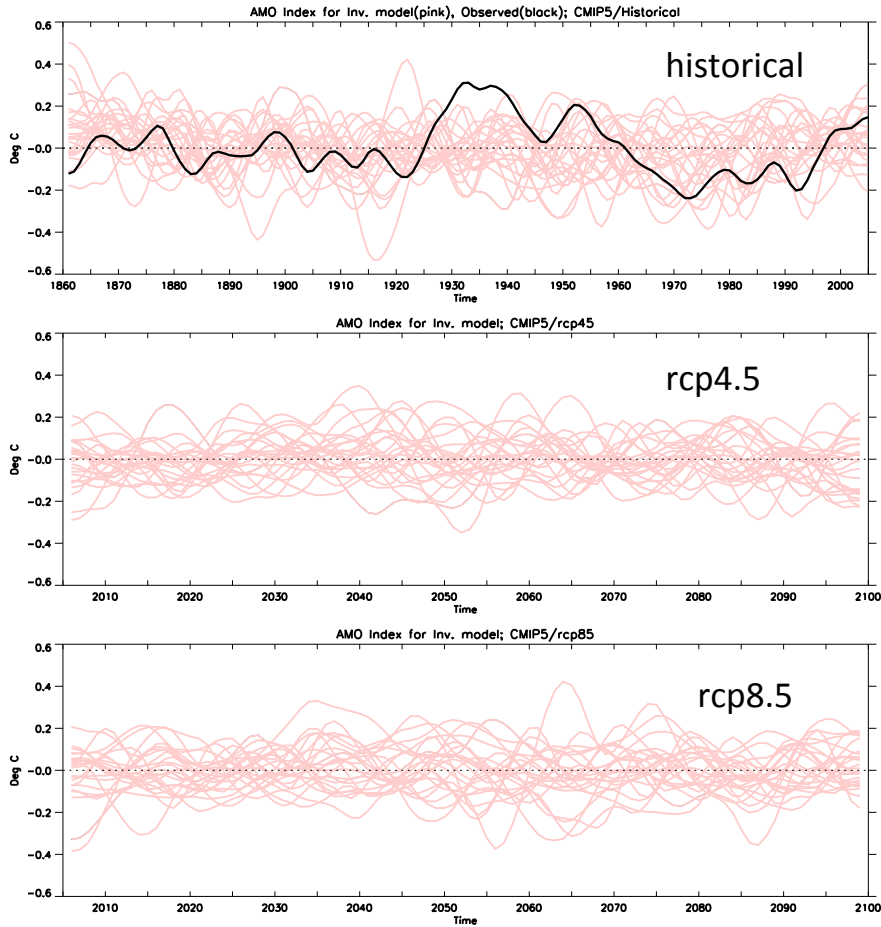 AMO Index for Inv. model(pink), Observed(black); CMIP5/Historical
historical
0.6
0.4
0.2
-0.0
-0.2
-0.4
-0.6
Deg C
1860 1870 1880 1890 1900 1910 1920 1930 1940 1950 1960 1970 1980 1990 2000
Time
AMO Index for Inv. model; CMIP5/rcp45
rcp4.5
0.6
0.4
0.2
-0.0
-0.2
-0.4
-0.6
Deg C
2010 2020 2030 2040 2050 2060 2070 2080 2090 2100
Time
AMO Index for Inv. model; CMIP5/rcp85
rcp8.5
0.6
0.4
0.2
-0.0
-0.2
-0.4
-0.6
Deg C
2010 2020 2030 2040 2050 2060 2070 2080 2090 2100
Time